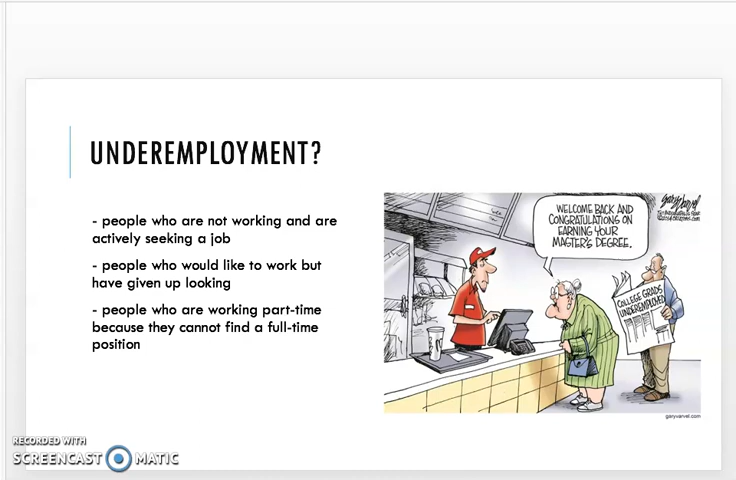 UNDEREMPLOYMENT?
- people who are not working and are
actively seeking a job
- people who would like to work but
have given up looking
- people who are working part-time
because they cannot find a full-time
position
WELCOME BACK AND
CONGRATULATIONS ON
EARNING YOUR
MASTER'S DEGREE.
COLLEGE GRADS
UNDEREMPLOYED
garyvarvel.com
RECORDED WITH
SCREENCAST MATIC